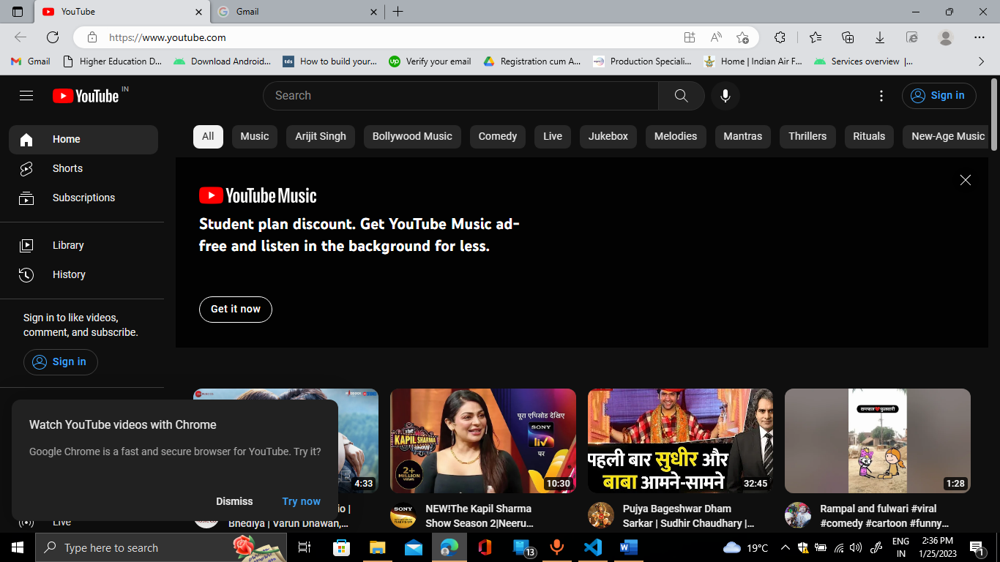 YouTube
Gmail
https://www.youtube.com
Gmail
Higher Education D...
Download Android...
tds
How to build your...
up
Verify your email
Registration cum A...
Production Speciali...
Home | Indian Air F...
Services overview |...
YouTube IN
Search
Sign in
Home
Shorts
Subscriptions
Library
History
Sign in to like videos,
comment, and subscribe.
Sign in
All
Music
Arijit Singh
Bollywood Music
Comedy
Live
Jukebox
Melodies
Mantras
Thrillers
Rituals
New-Age Music
YouTube Music
Student plan discount. Get YouTube Music ad-
free and listen in the background for less.
Get it now
Watch YouTube videos with Chrome
Google Chrome is a fast and secure browser for YouTube. Try it?
Dismiss
Try now
Live
4:33
Bhediya | Varun Dhawan,...
THE
KAPIL SHARMA
SHOW
2+
MILLION
VIEWS
पूरा एपिसोड देखिए
SONY
liv
पर
10:30
SONY
NEW!The Kapil Sharma
Show Season 2|Neeru...
पहली बार सुधीर और
बाबा आमने-सामने
32:45
Pujya Bageshwar Dham
Sarkar | Sudhir Chaudhary |...
रामपाल फुलवारी
1:28
Rampal and fulwari #viral
#comedy #cartoon #funny...
Type here to search
13
19°C
ENG
IN
2:36 PM
1/25/2023
1